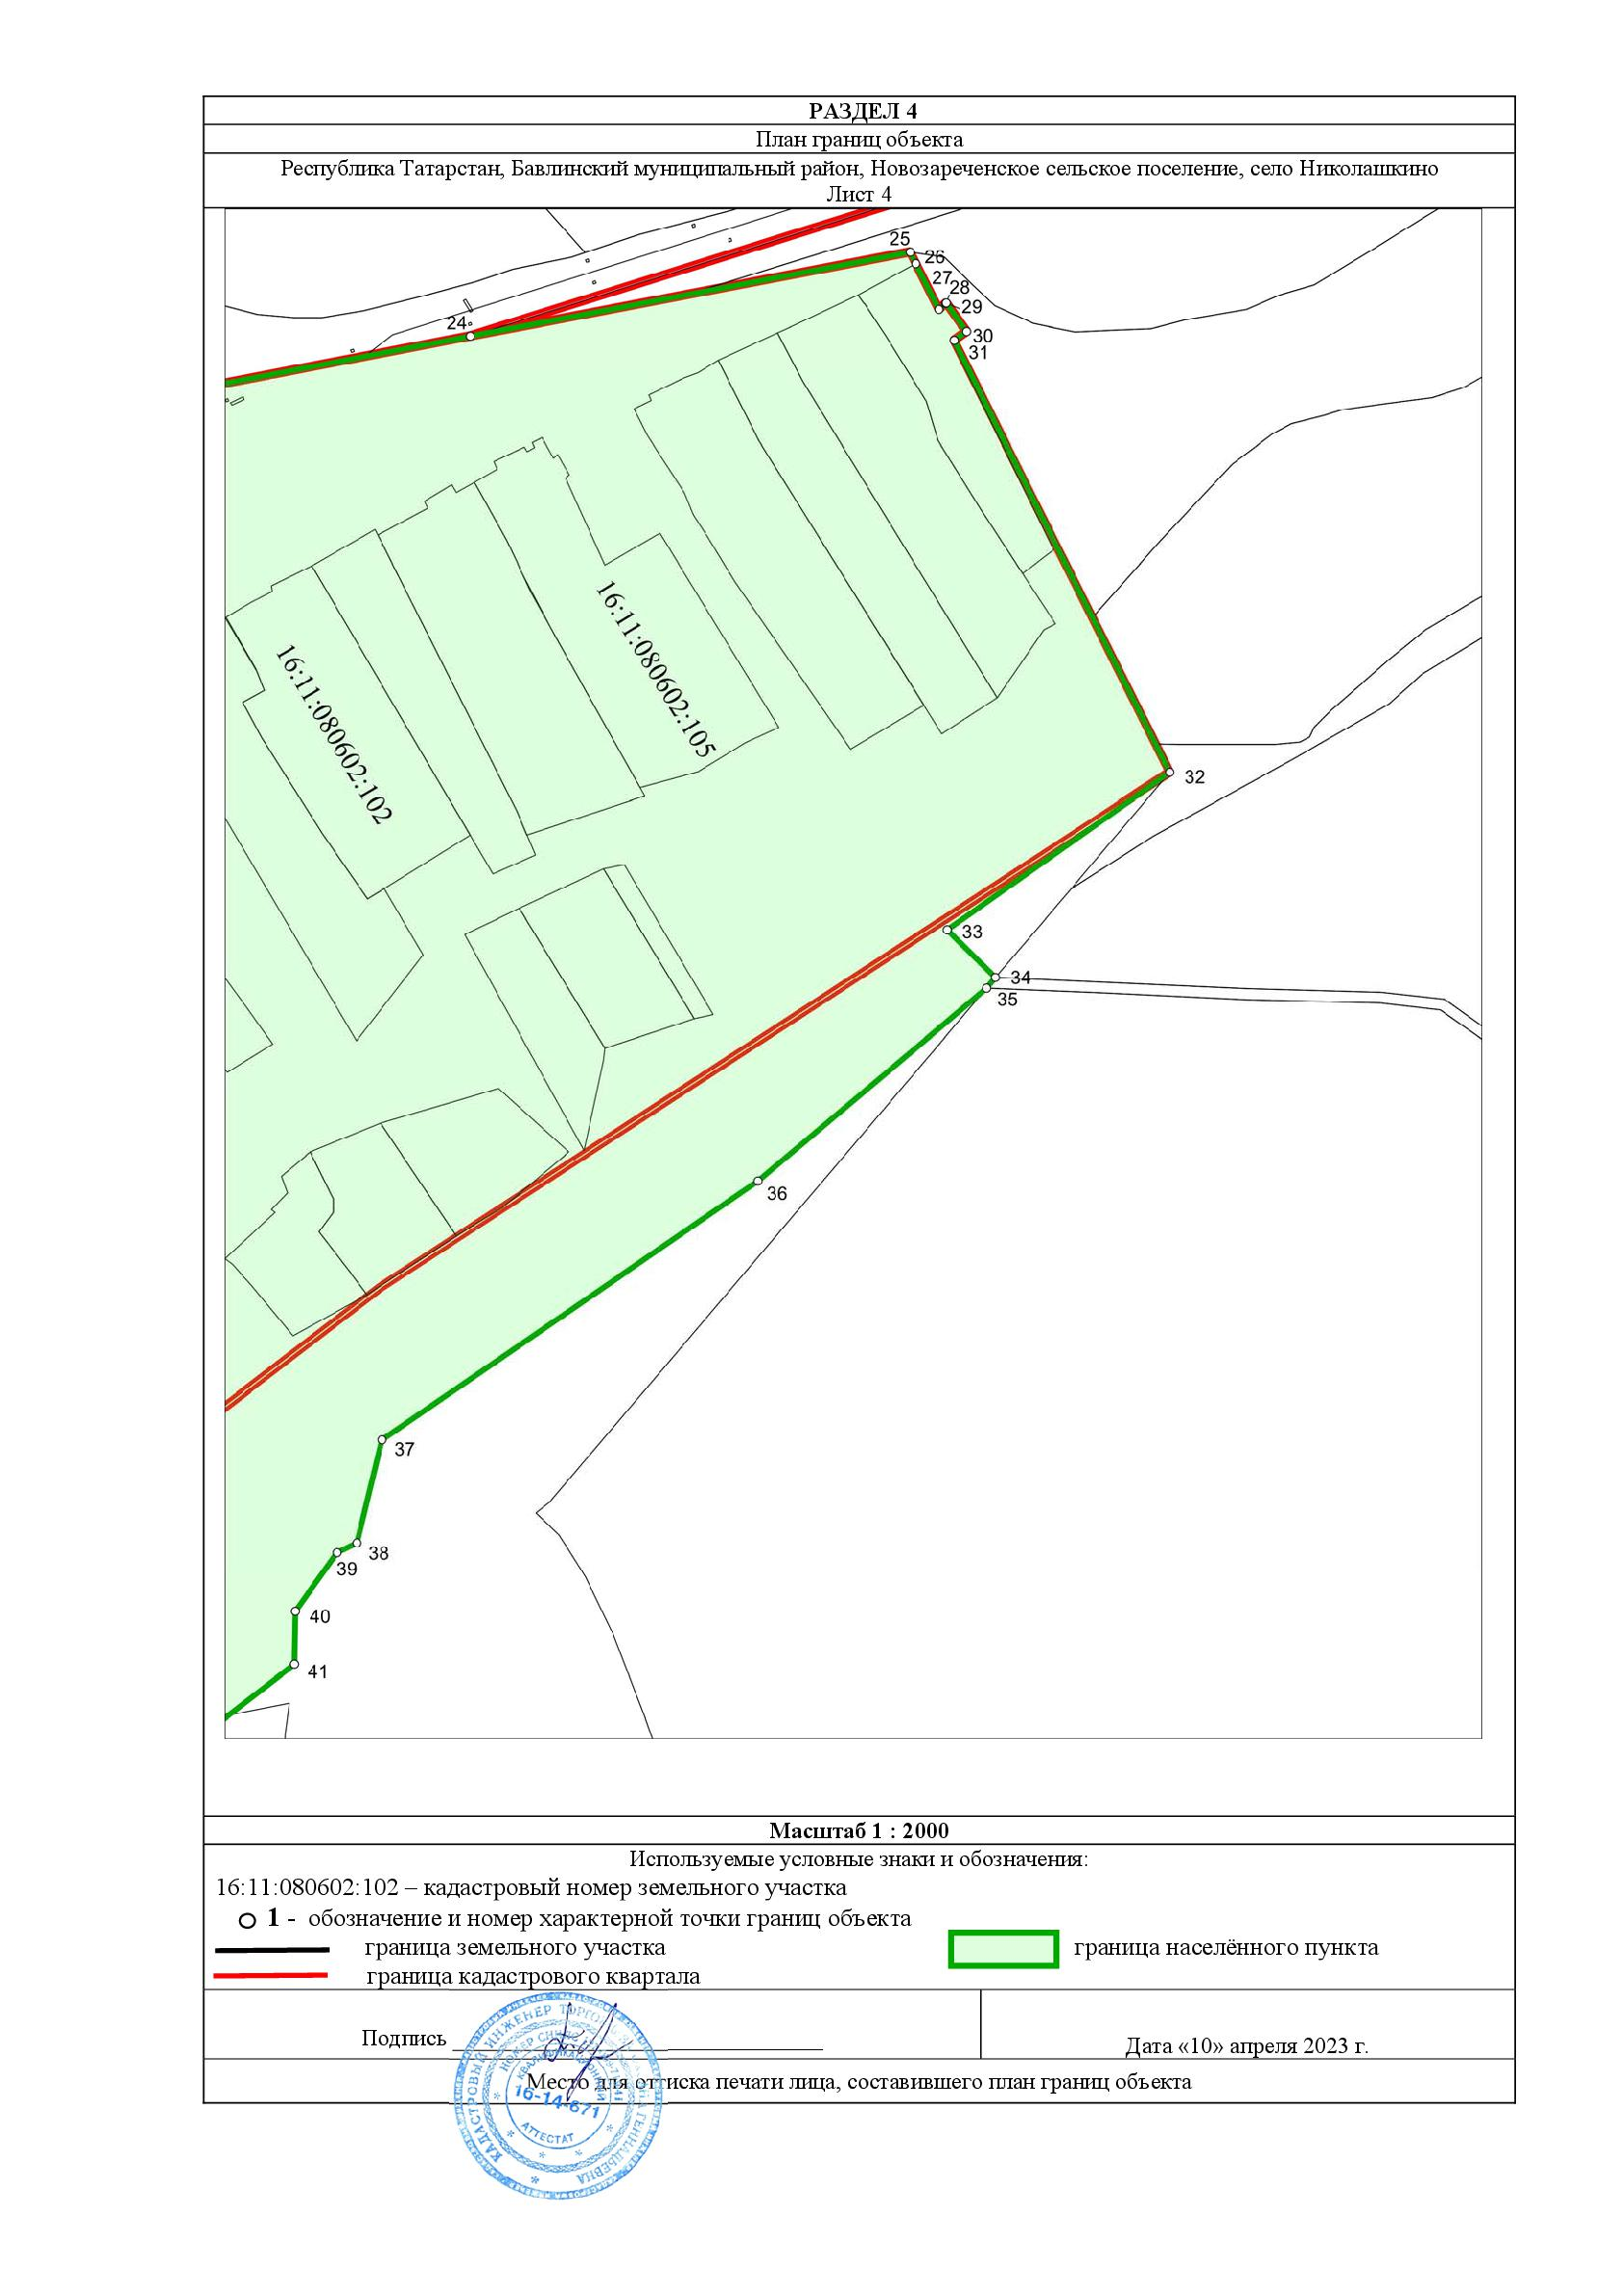 РАЗДЕЛ 4
План границ объекта
Республика Татарстан, Бавлинский муниципальный район, Новозареченское сельское поселение, село Николашкино
Лист 4
25
26
27
28
29
24
30
31
16:11:080602:105
16:11:080602:102
32
33
34
35
36
37
38
39
40
41
Масштаб 1 : 2000
Используемые условные знаки и обозначения:
16:11:080602:102 – кадастровый номер земельного участка
1 - обозначение и номер характерной точки границ объекта
граница земельного участка
граница населённого пункта
граница кадастрового квартала
Подпись
Дата «10» апреля 2023 г.
Место для оттиска печати лица, составившего план границ объекта
КАДАСТРОВЫЙ ИНЖЕНЕР
ГЕННАДЬЕВНА
НОМЕР
16-14-671
АТТЕСТАТ